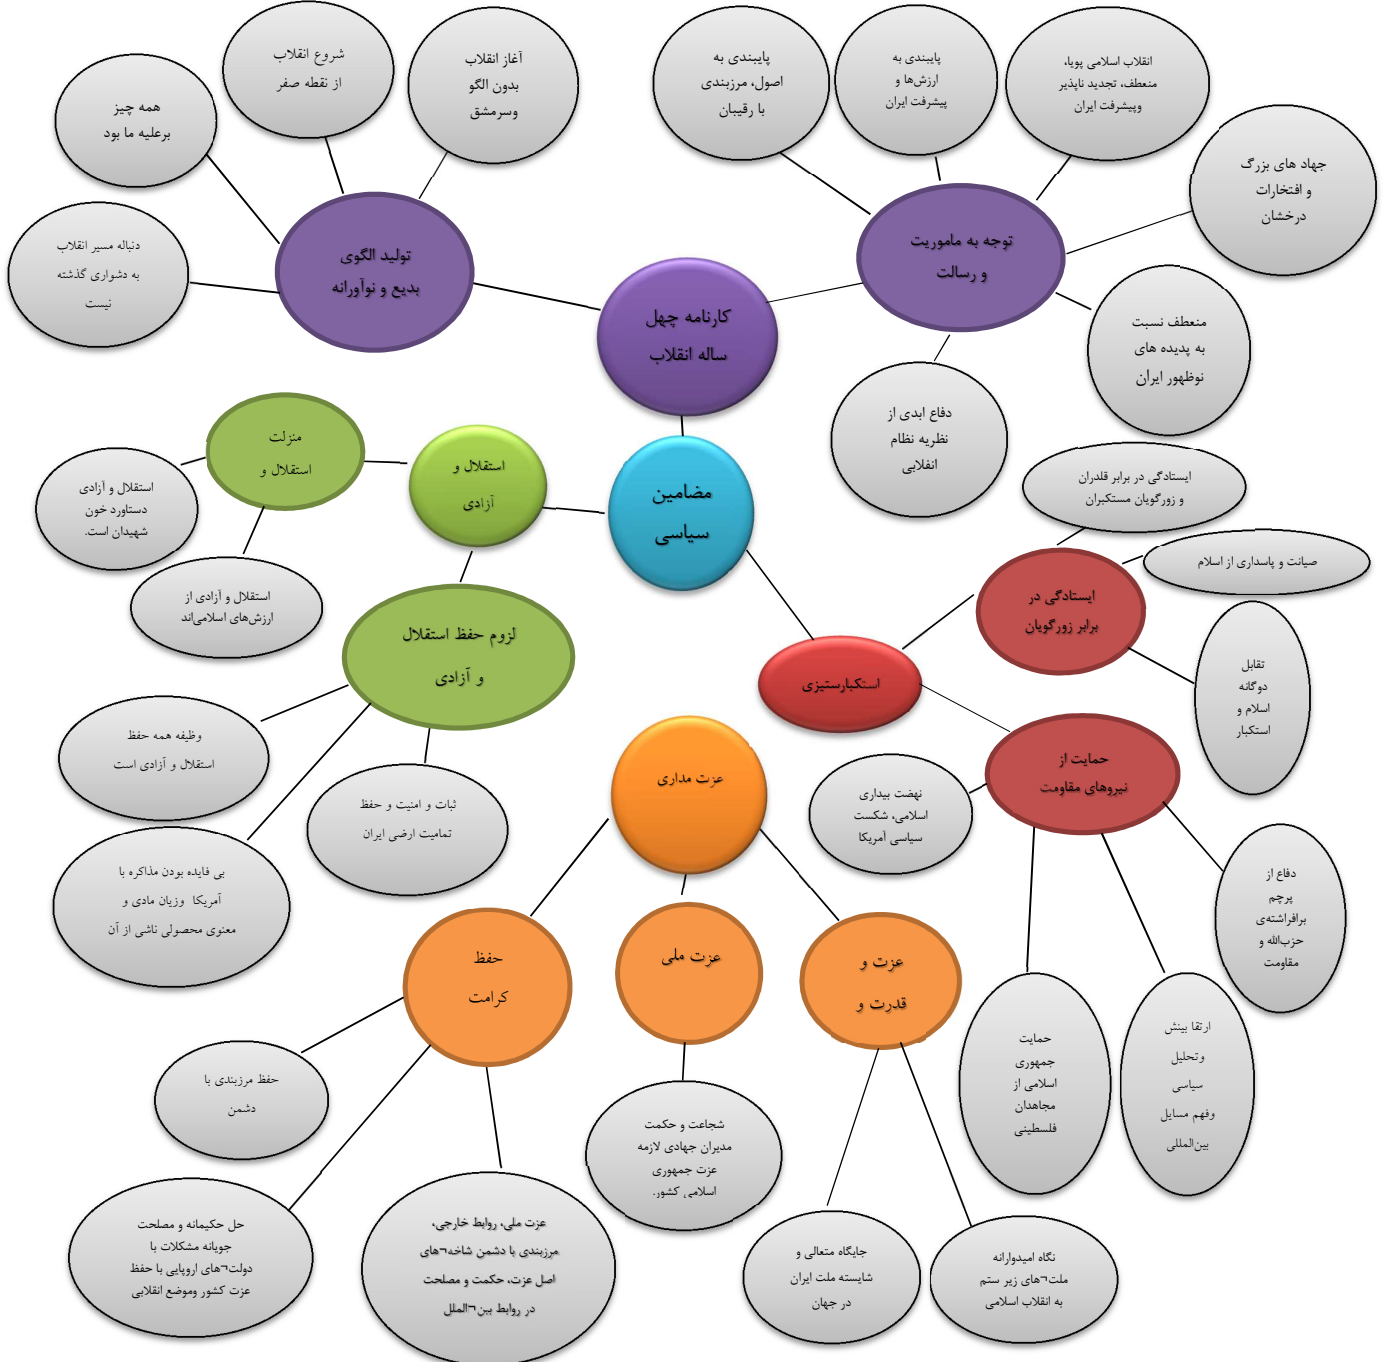 شروع انقلاب
از نقطه صفر
آغاز انقلاب
بدون الگو
وسرمشق
همه چیز
برعلیه ما بود
دنباله مسیر انقلاب
به دشواری گذشته
نیست
تولید الگوی
بدیع و نوآورانه
پایبندی به
اصول، مرزبندی
با رقیبان
پایبندی به
ارزش‌ها و
پیشرفت ایران
انقلاب اسلامی پویا،
منعطف، تجدید ناپذیر
وپیشرفت ایران
جهاد های بزرگ
و افتخارات
درخشان
توجه به ماموریت
و رسالت
منعطف نسبت
به پدیده های
نوظهور ایران
دفاع ابدی از
نظریه نظام
انقلابی
کارنامه چهل
ساله انقلاب
مضامین
سیاسی
استقلال و
آزادی
منزلت
استقلال و
استقلال و آزادی
دستاورد خون
شهیدان است.
استقلال و آزادی از
ارزش‌های اسلامی‌اند
لزوم حفظ استقلال
و آزادی
وظیفه همه حفظ
استقلال و آزادی است
ثبات و امنیت و حفظ
تمامیت ارضی ایران
بی فایده بودن مذاکره با
آمریکا وزیان مادی و
معنوی محصولی ناشی از آن
استکبارستیزی
ایستادگی در
برابر زورگویان
ایستادگی در برابر قلدران
و زورگویان مستکبران
صیانت و پاسداری از اسلام
تقابل
دوگانه
اسلام و
استکبار
حمایت از
نیروهای مقاومت
نهضت بیداری
اسلامی، شکست
سیاسی آمریکا
دفاع از
پرچم
برافراشته‌ی
حزب‌الله و
مقاومت
ارتقا بینش
وتحلیل
سیاسی
وفهم مسایل
بین‌المللی
حمایت
جمهوری
اسلامی از
مجاهدان
فلسطینی
عزت مداری
حفظ
کرامت
عزت ملی
عزت و
قدرت و
حفظ مرزبندی با
دشمن
حل حکیمانه و مصلحت
جویانه مشکلات با
دولت¬های اروپایی با حفظ
عزت کشور وموضع انقلابی
عزت ملی، روابط خارجی،
مرزبندی با دشمن شاخه¬های
اصل عزت، حکمت و مصلحت
در روابط بین¬الملل
شجاعت و حکمت
مدیران جهادی لازمه
عزت جمهوری
اسلامی کشور.
جایگاه متعالی و
شایسته ملت ایران
در جهان
نگاه امیدوارانه
ملت¬های زیر ستم
به انقلاب اسلامی